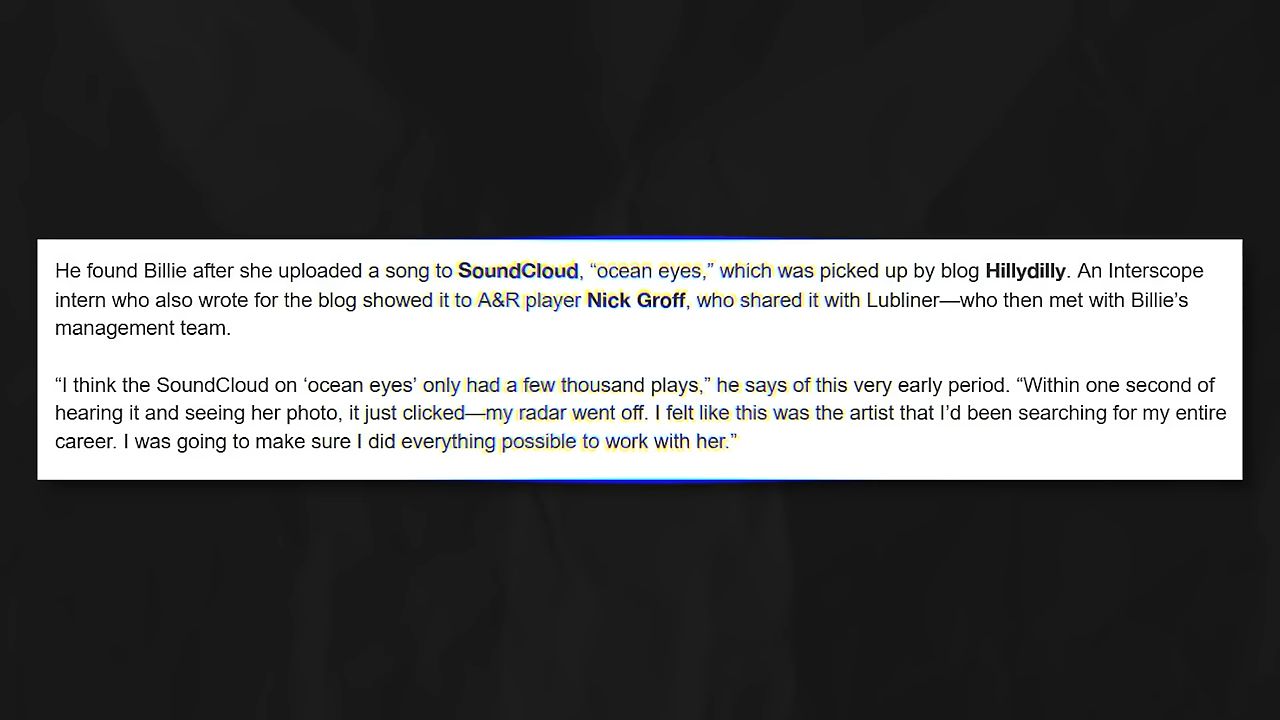 He found Billie after she uploaded a song to SoundCloud, “ocean eyes,” which was picked up by blog Hillydilly. An Interscope
intern who also wrote for the blog showed it to A&R player Nick Groff, who shared it with Lubliner—who then met with Billie’s
management team.
“I think the SoundCloud on ‘ocean eyes’ only had a few thousand plays,” he says of this very early period. “Within one second of
hearing it and seeing her photo, it just clicked—my radar went off. I felt like this was the artist that I’d been searching for my entire
career. I was going to make sure I did everything possible to work with her.”